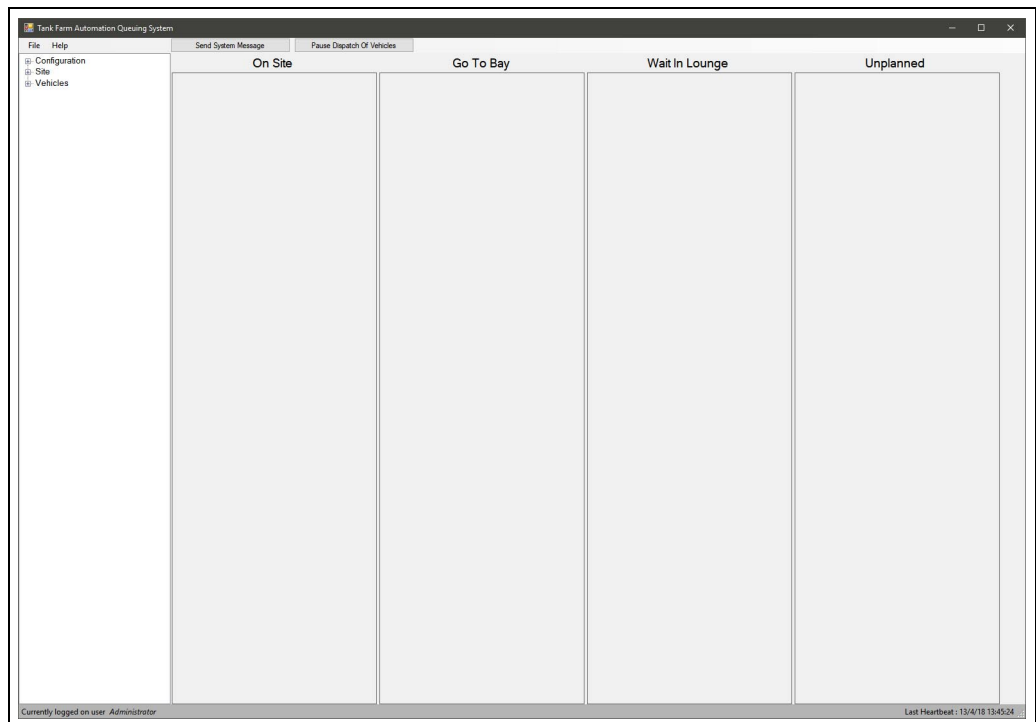 Tank Farm Automation Queuing System
File Help Send System Message Pause Dispatch Of Vehicles
Configuration
Site
Vehicles
On Site Go To Bay Wait In Lounge Unplanned
Currently logged on user Administrator Last Heartbeat : 13/4/18 13:45:24